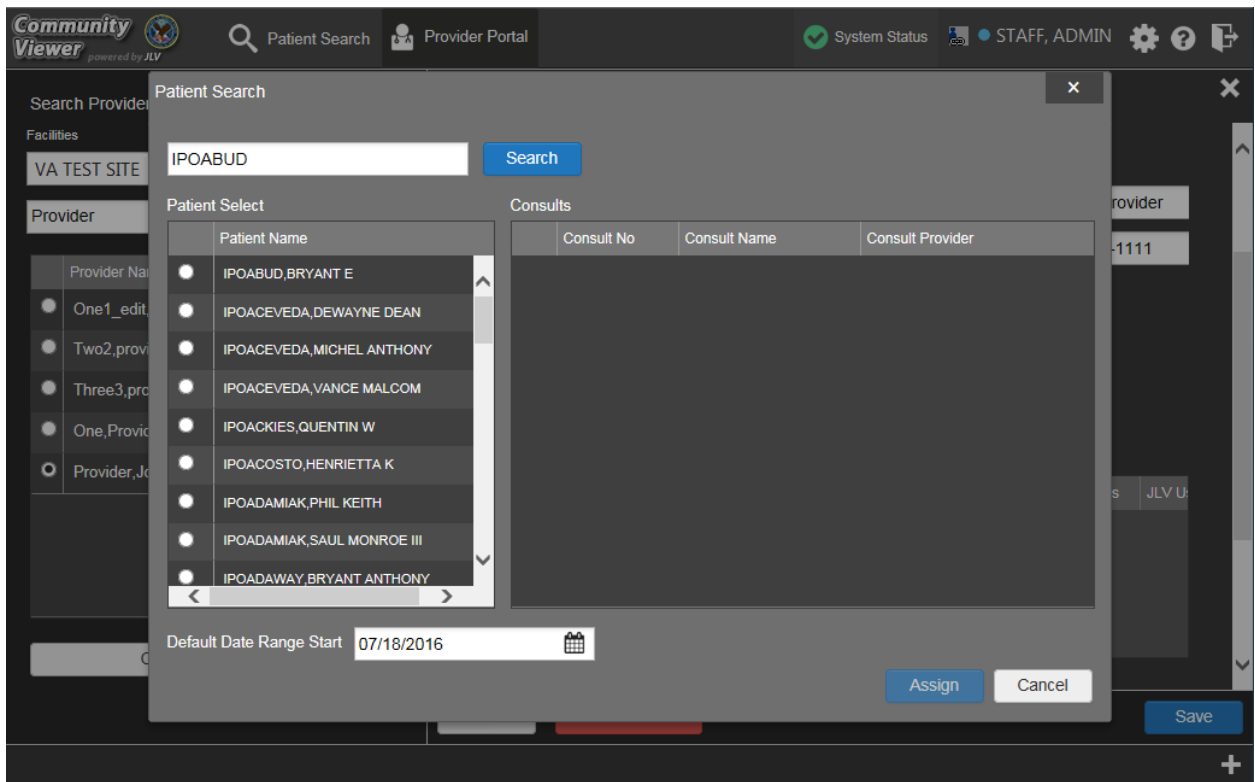 Community Viewer powered by JLV
Patient Search
Provider Portal
System Status
STAFF, ADMIN
Search Provider
Facilities
VA TEST SITE
Provider
Provider Na
One1_edit,
Two2,provi
Three3,pro
One,Provid
Provider,Jo
Patient Search
x
IPOABUD
Search
Patient Select
Patient Name
IPOABUD,BRYANT E
IPOACEVEDA,DEWAYNE DEAN
IPOACEVEDA,MICHEL ANTHONY
IPOACEVEDA,VANCE MALCOM
IPOACKIES,QUENTIN W
IPOACOSTO,HENRIETTA K
IPOADAMIAK,PHIL KEITH
IPOADAMIAK,SAUL MONROE III
IPOADAWAY,BRYANT ANTHONY
Consults
Consult No Consult Name Consult Provider
Default Date Range Start 07/18/2016
Assign
Cancel
rovider
-1111
s JLV U
Save